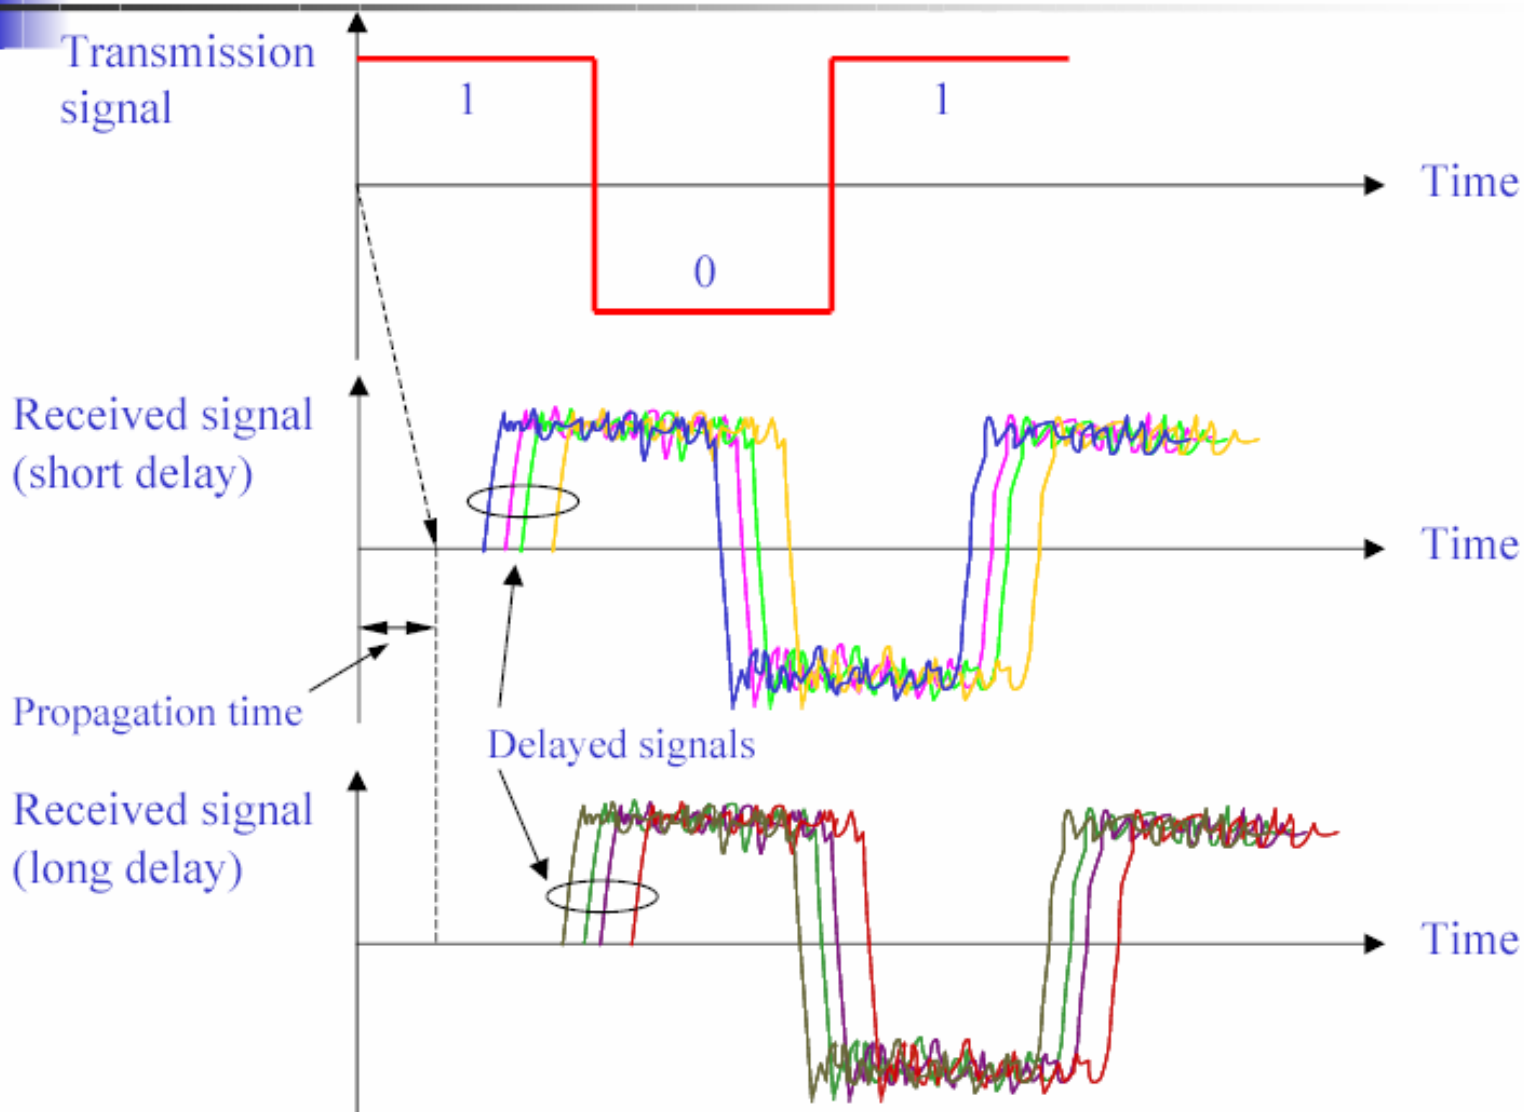 Transmission
signal
1
1
Time
0
Received signal
(short delay)
Time
Propagation time
Delayed signals
Received signal
(long delay)
Time